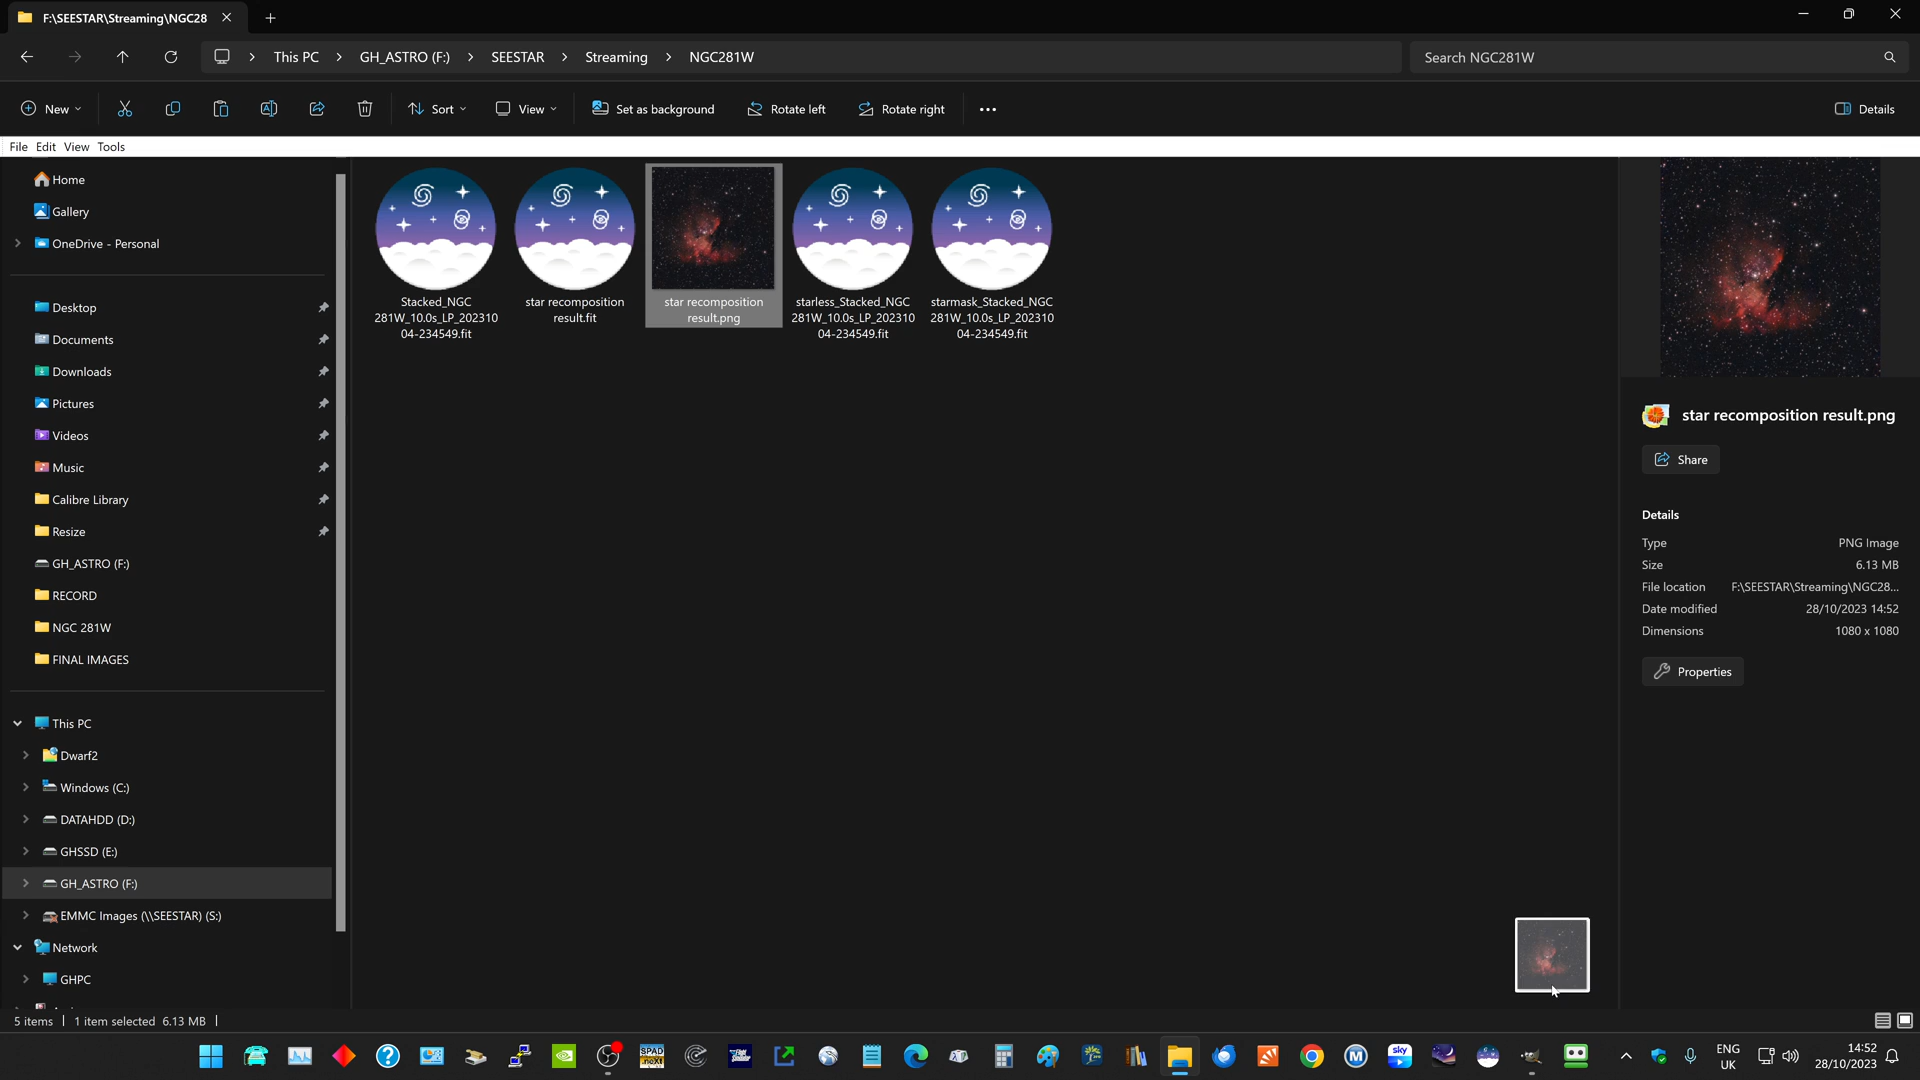 F:\SEESTAR\Streaming\NGC28
This PC > GH_ASTRO (F:) > SEESTAR > Streaming > NGC281W
Search NGC281W
New
Sort
View
Set as background
Rotate left
Rotate right
Details
File Edit View Tools
Home
Gallery
OneDrive - Personal
Desktop
Documents
Downloads
Pictures
Videos
Music
Calibre Library
Resize
GH_ASTRO (F:)
RECORD
NGC 281W
FINAL IMAGES
This PC
Dwarf2
Windows (C:)
DATAHDD (D:)
GHSSD (E:)
GH_ASTRO (F:)
EMMC Images (\\SEESTAR) (S:)
Network
GHPC
Stacked_NGC
281W_10.0s_LP_202310
04-234549.fit
star recomposition
result.fit
star recomposition
result.png
starless_Stacked_NGC
281W_10.0s_LP_202310
04-234549.fit
starmask_Stacked_NGC
281W_10.0s_LP_202310
04-234549.fit
star recomposition result.png
Share
Details
Type PNG Image
Size 6.13 MB
File location F:\SEESTAR\Streaming\NGC28...
Date modified 28/10/2023 14:52
Dimensions 1080 x 1080
Properties
5 items | 1 item selected 6.13 MB |
SPAD
.neXt
sky
ENG
UK
14:52
28/10/2023